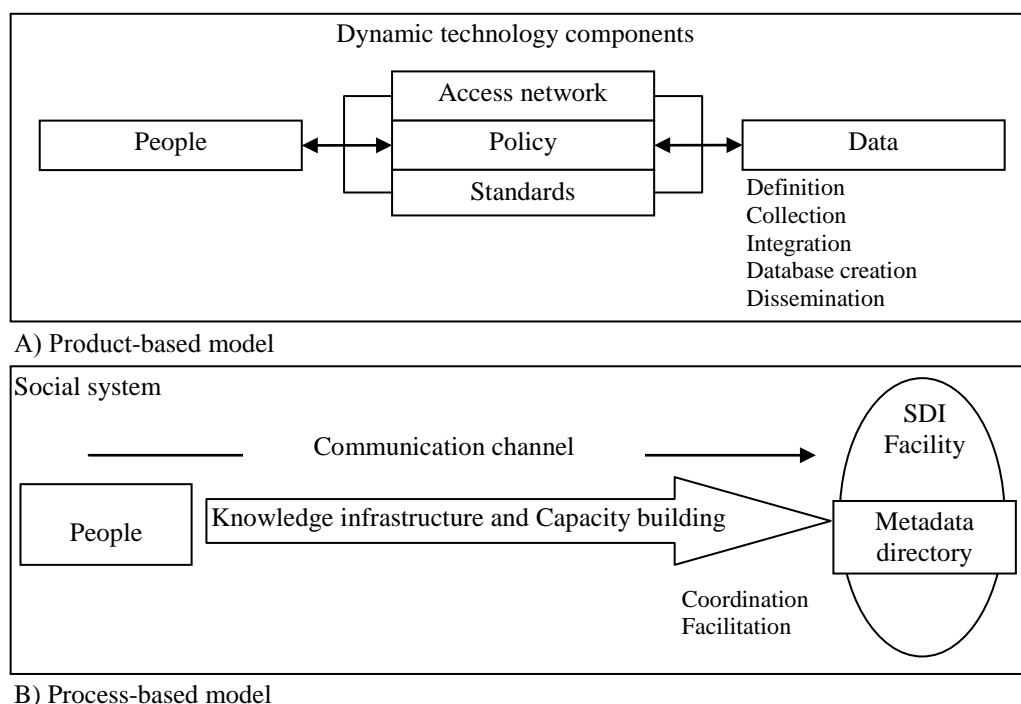 Dynamic technology components
Access network
People
Policy
Data
Standards
Definition
Collection
Integration
Database creation
Dissemination
A) Product-based model
Social system
SDI
Facility
Communication channel
People
Knowledge infrastructure and Capacity building
Metadata
directory
Coordination
Facilitation
B) Process-based model